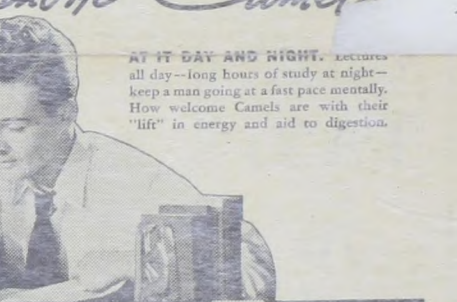 Camel
AT IT DAY AND NIGHT. Lectures
all day—long hours of study at night—
keep a man going at a fast pace mentally.
How welcome Camels are with their
"lift" in energy and aid to digestion.